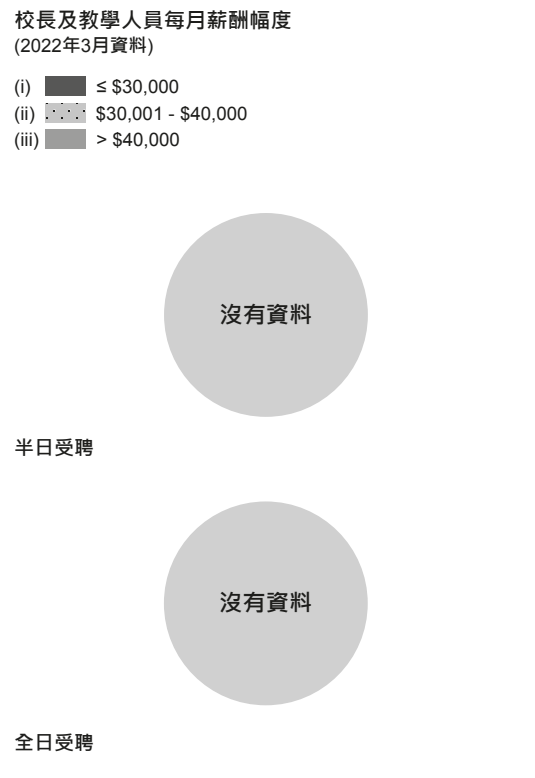 校長及教學人員每月薪酬幅度
(2022年3月資料)
(i) ≤ $30,000
(ii) $30,001 - $40,000
(iii) > $40,000
沒有資料
半日受聘
沒有資料
全日受聘